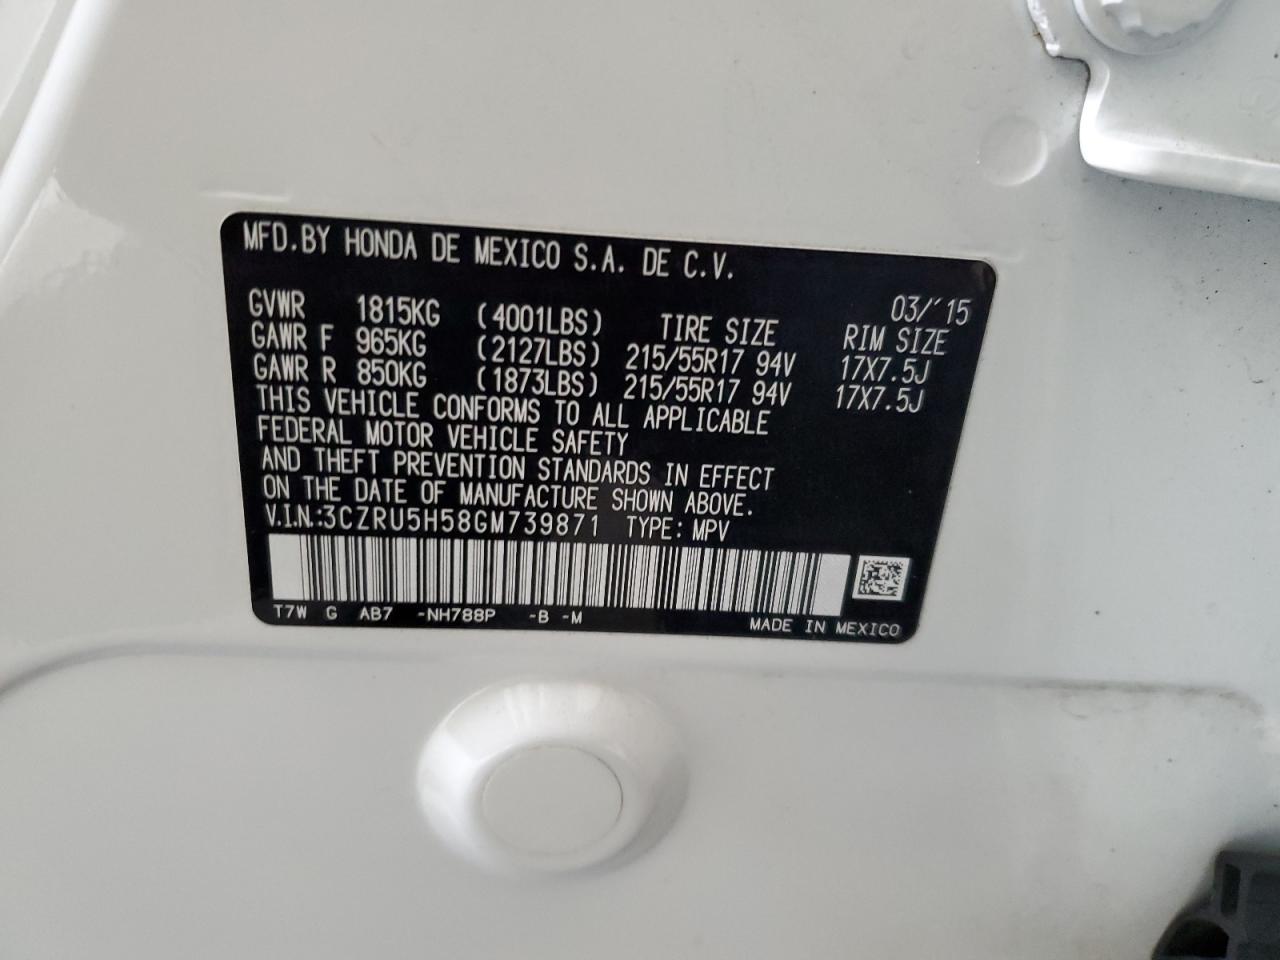 MFD.BY HONDA DE MEXICO S.A. DE C.V.
03/'15
GVWR 1815KG (4001LBS) TIRE SIZE RIM SIZE
GAWR F 965KG (2127LBS) 215/55R17 94V 17X7.5J
GAWR R 850KG (1873LBS) 215/55R17 94V 17X7.5J
THIS VEHICLE CONFORMS TO ALL APPLICABLE
FEDERAL MOTOR VEHICLE SAFETY
AND THEFT PREVENTION STANDARDS IN EFFECT
ON THE DATE OF MANUFACTURE SHOWN ABOVE.
V.I.N.:3CZRU5H58GM739871 TYPE: MPV
T7W G AB7 -NH788P -B -M
MADE IN MEXICO